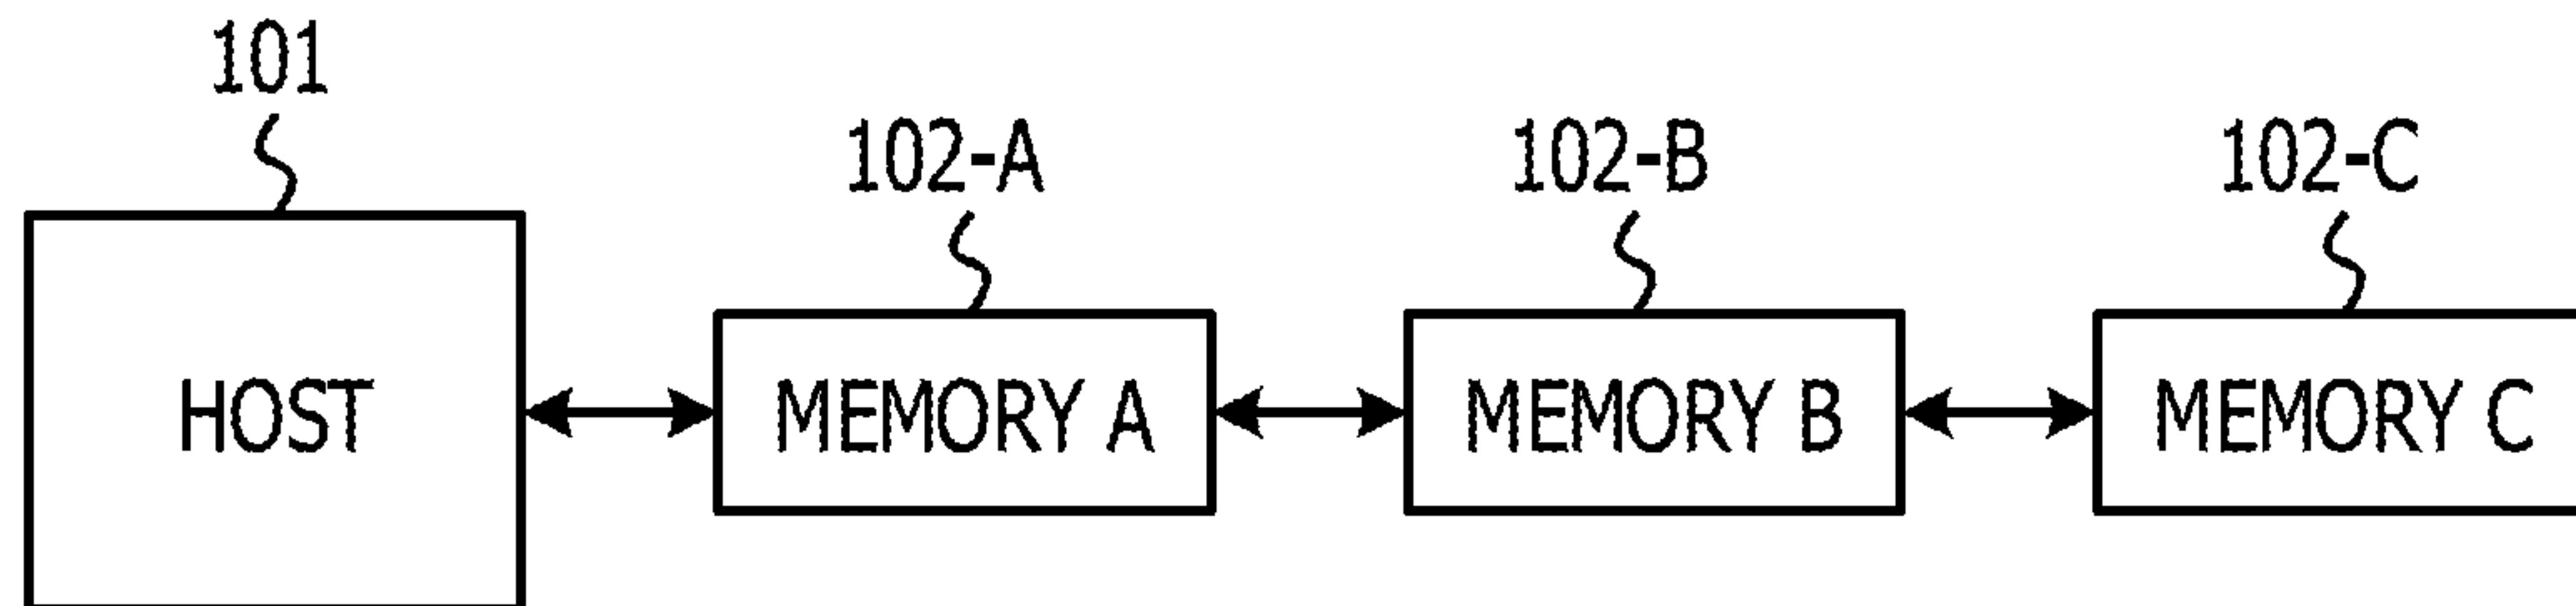 101
102-A
102-B
102-C
HOST
MEMORY A
MEMORY B
MEMORY C